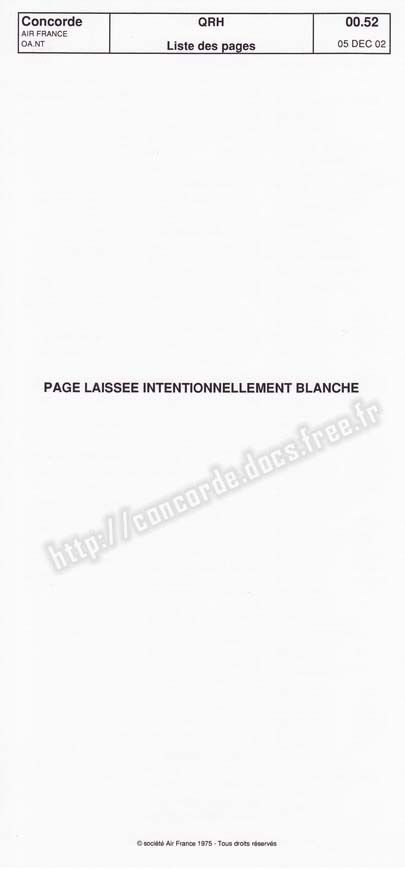 Concorde
AIR FRANCE
OA.NT
QRH
Liste des pages
00.52
05 DEC 02
PAGE LAISSEE INTENTIONNELLEMENT BLANCHE
http://concorde.docs.free.fr
© société Air France 1975 - Tous droits réservés